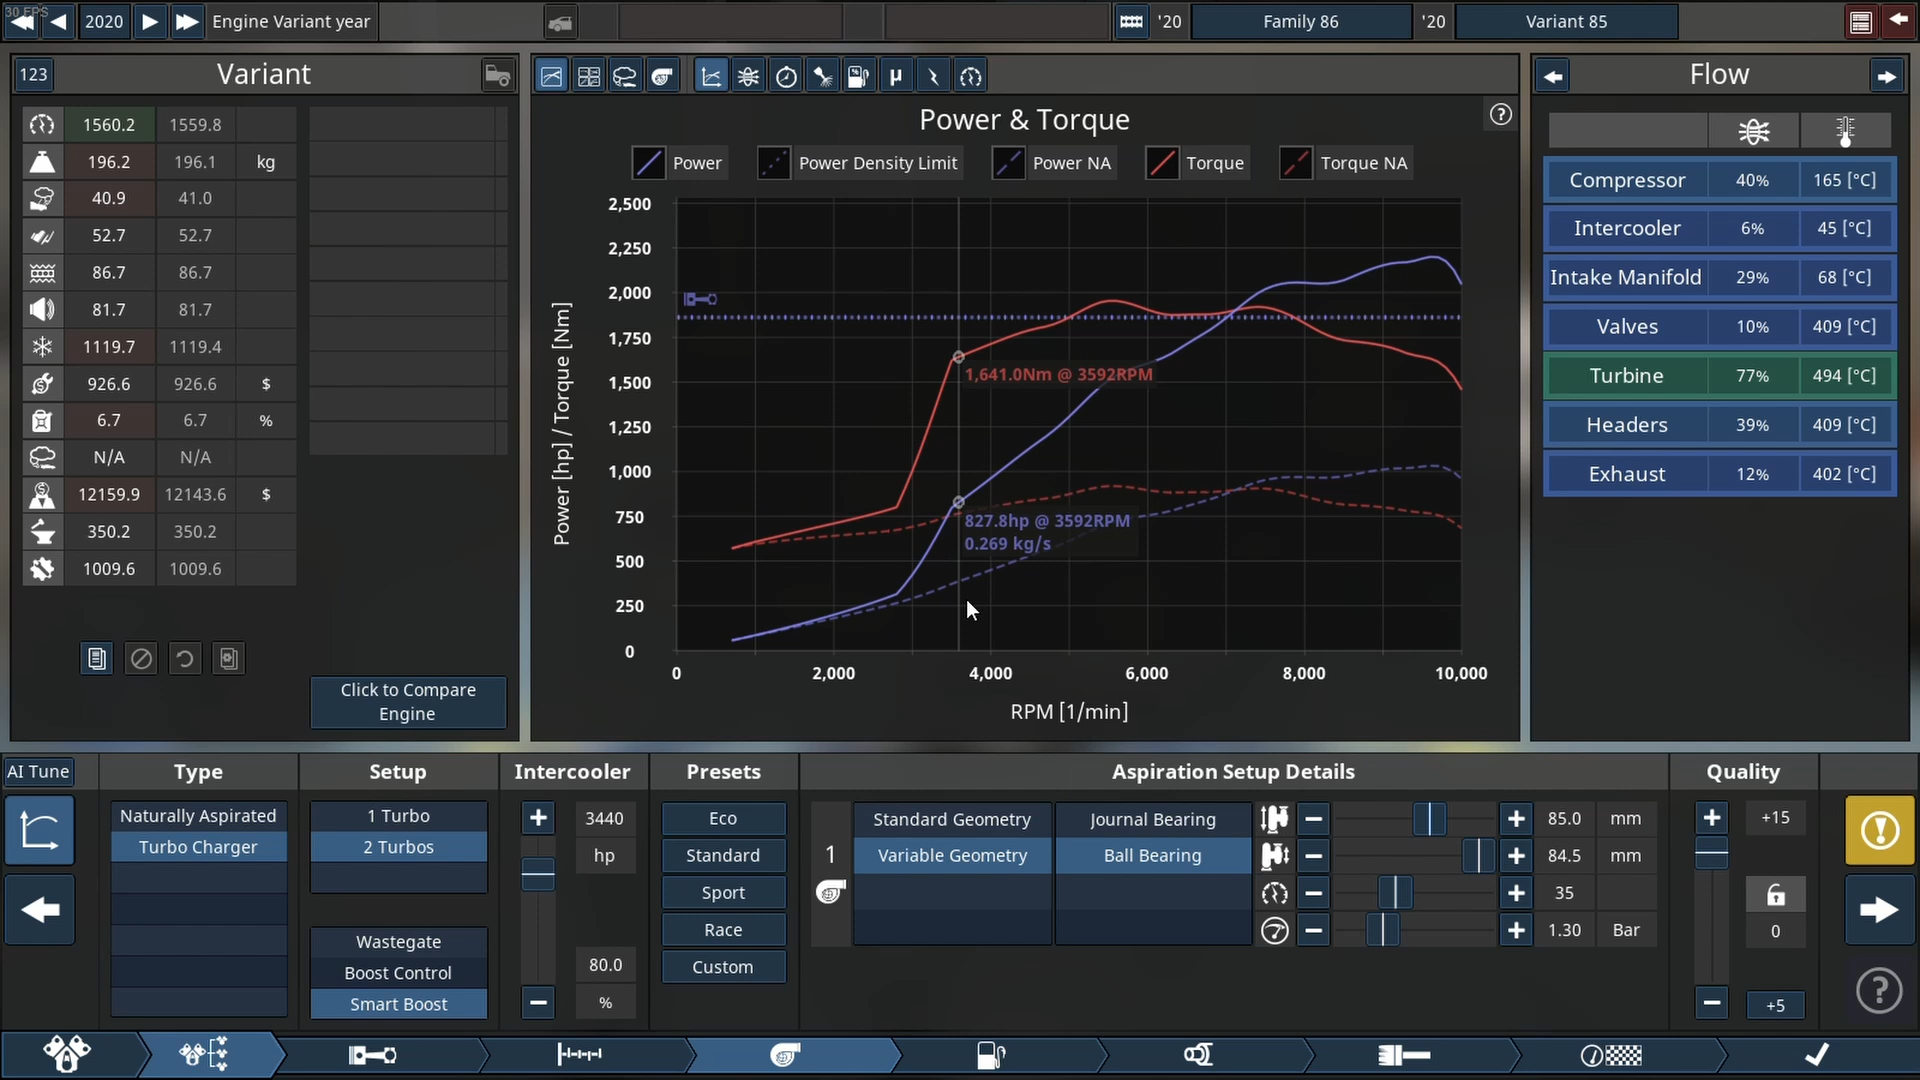 30 FPS
2020 Engine Variant year '20 Family 86 '20 Variant 85
123 Variant
1560.2 1559.8
196.2 196.1 kg
40.9 41.0
52.7 52.7
86.7 86.7
81.7 81.7
1119.7 1119.4
926.6 926.6 $
6.7 6.7 %
N/A N/A
12159.9 12143.6 $
350.2 350.2
1009.6 1009.6
Click to Compare
Engine
μ
Power & Torque
?
Power Power Density Limit Power NA Torque Torque NA
Power [hp] / Torque [Nm]
2,500
2,250
2,000
1,750
1,500
1,250
1,000
750
500
250
0
1,641.0Nm @ 3592RPM
827.8hp @ 3592RPM
0.269 kg/s
0 2,000 4,000 6,000 8,000 10,000
RPM [1/min]
Flow
Compressor 40% 165 [°C]
Intercooler 6% 45 [°C]
Intake Manifold 29% 68 [°C]
Valves 10% 409 [°C]
Turbine 77% 494 [°C]
Headers 39% 409 [°C]
Exhaust 12% 402 [°C]
AI Tune
Type
Naturally Aspirated
Turbo Charger
Setup
1 Turbo
2 Turbos
Wastegate
Boost Control
Smart Boost
Intercooler
+ 3440
hp
80.0
- %
Presets
Eco
Standard
Sport
Race
Custom
Aspiration Setup Details
1
Standard Geometry
Variable Geometry
Journal Bearing
Ball Bearing
- + 85.0 mm
- + 84.5 mm
- + 35
- + 1.30 Bar
Quality
+ +15
0
- +5
!
?